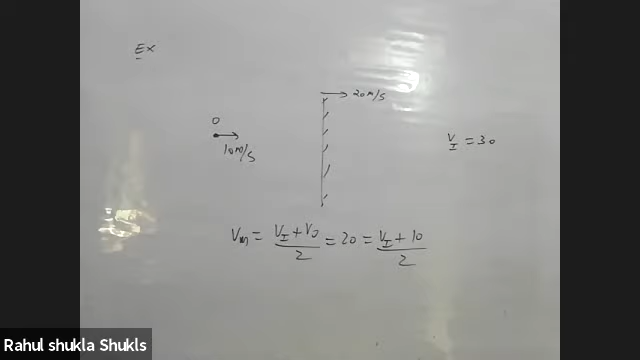 Ex
20 m/s
O
10 m/s
V_I = 30
V_m = (V_I + V_O)/2 = 20 = (V_I + 10)/2
Rahul shukla Shukls